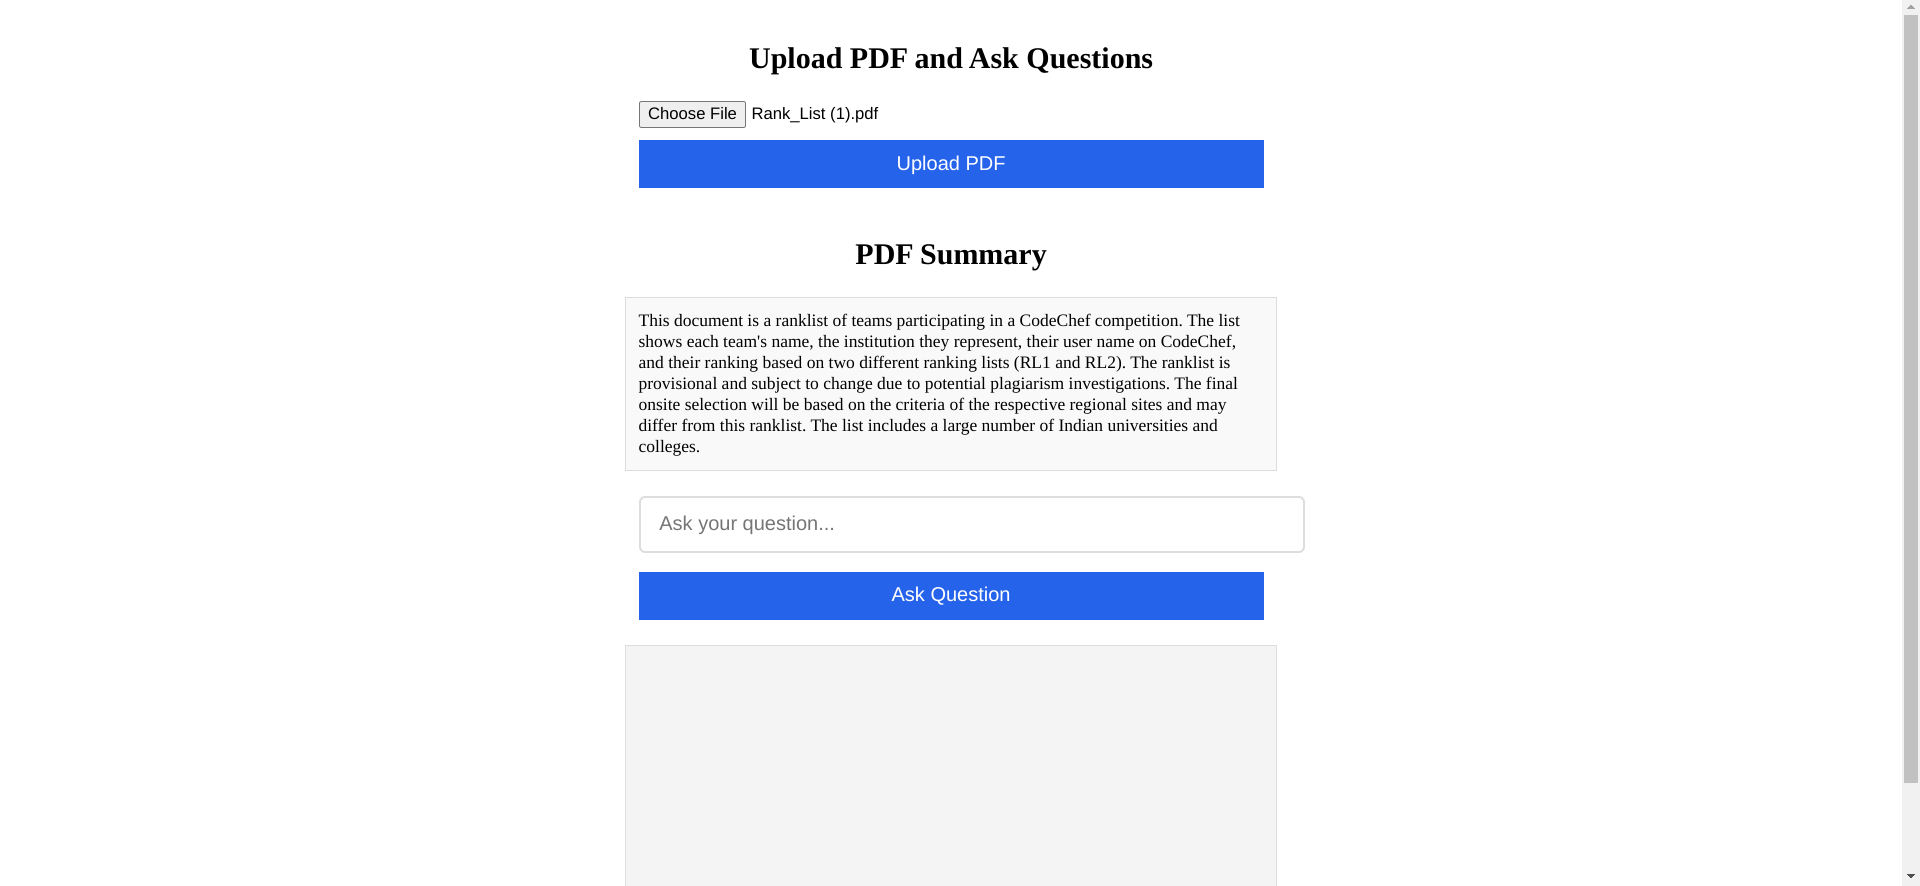 Upload PDF and Ask Questions
Choose File Rank_List (1).pdf
Upload PDF
PDF Summary
This document is a ranklist of teams participating in a CodeChef competition. The list
shows each team's name, the institution they represent, their user name on CodeChef,
and their ranking based on two different ranking lists (RL1 and RL2). The ranklist is
provisional and subject to change due to potential plagiarism investigations. The final
onsite selection will be based on the criteria of the respective regional sites and may
differ from this ranklist. The list includes a large number of Indian universities and
colleges.
Ask your question...
Ask Question